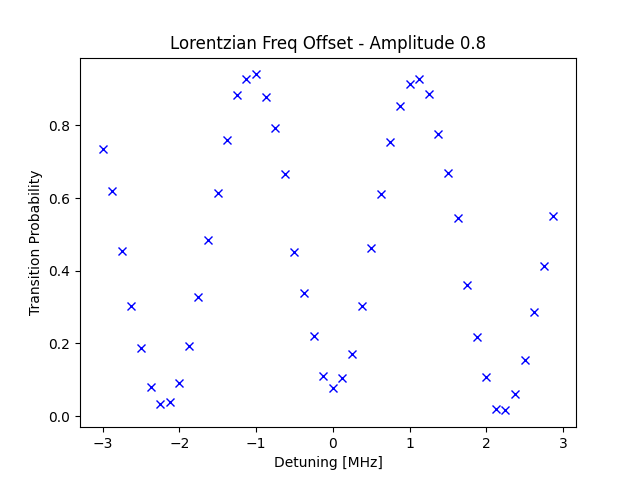 Lorentzian Freq Offset - Amplitude 0.8
Transition Probability
0.8
0.6
0.4
0.2
0.0
−3 −2 −1 0 1 2 3
Detuning [MHz]